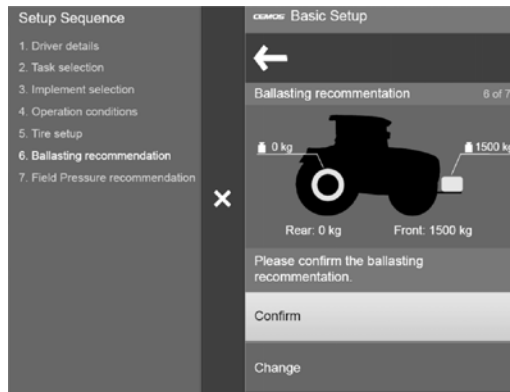 Setup Sequence
1. Driver details
2. Task selection
3. Implement selection
4. Operation conditions
5. Tire setup
6. Ballasting recommendation
7. Field Pressure recommendation
CEMOS Basic Setup
Ballasting recommentation 6 of 7
0 kg
1500 kg
Rear: 0 kg Front: 1500 kg
Please confirm the ballasting
recommentation.
Confirm
Change